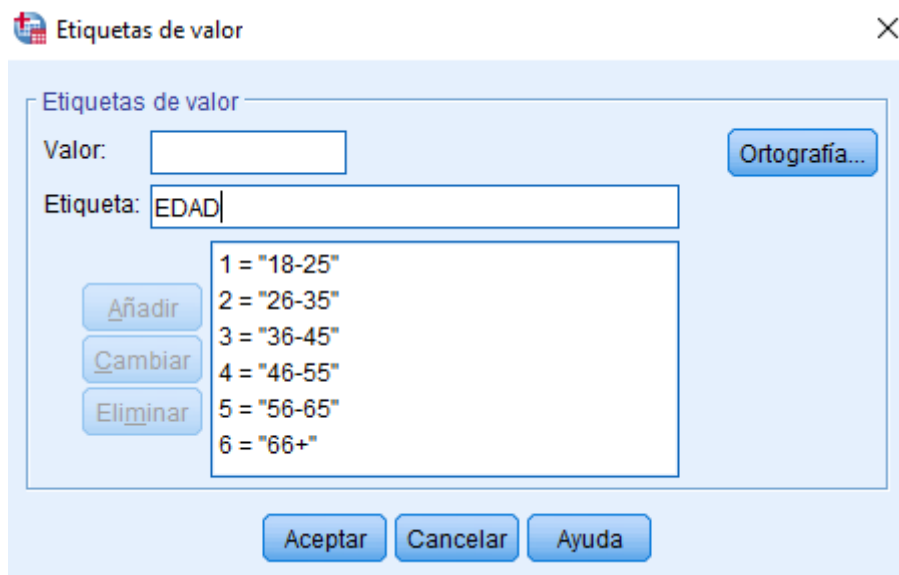 Etiquetas de valor
Etiquetas de valor
Valor:
Ortografía...
Etiqueta: EDAD
1 = "18-25"
2 = "26-35"
3 = "36-45"
4 = "46-55"
5 = "56-65"
6 = "66+"
Añadir
Cambiar
Eliminar
Aceptar Cancelar Ayuda